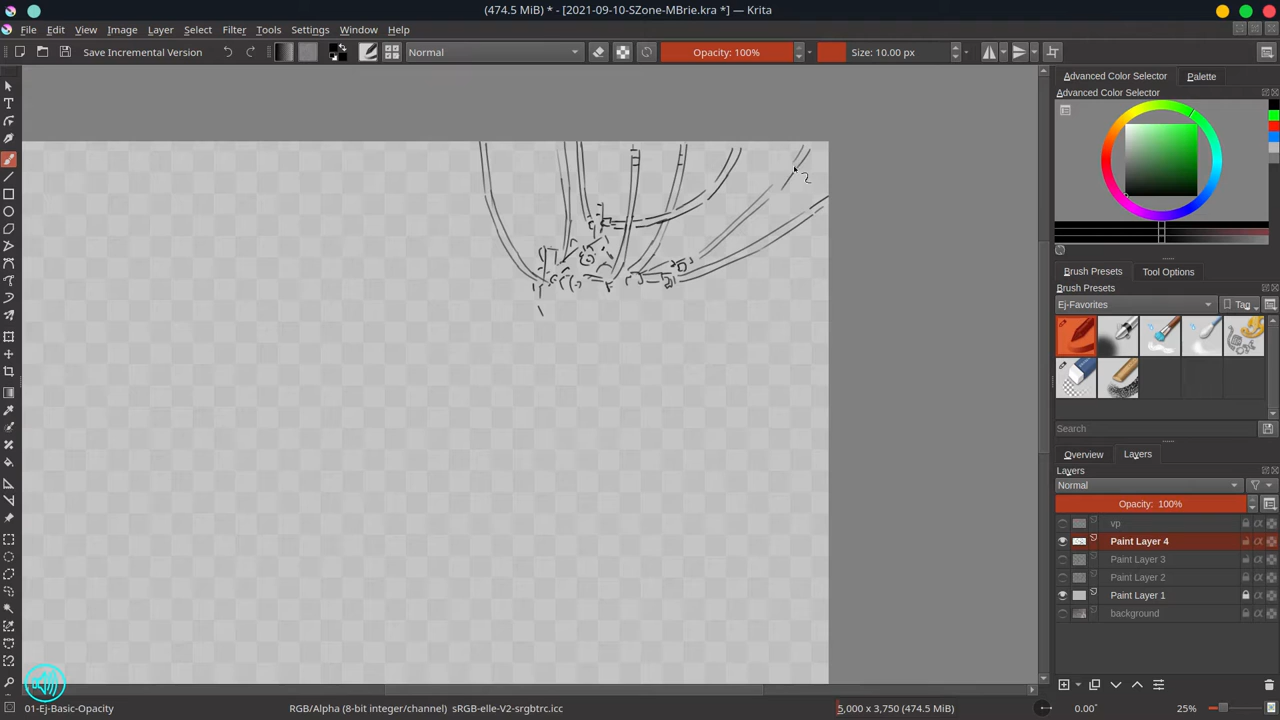 (474.5 MiB) * - [2021-09-10-SZone-MBrie.kra *] — Krita
File Edit View Image Layer Select Filter Tools Settings Window Help
Save Incremental Version Normal Opacity: 100% Size: 10.00 px
Advanced Color Selector Palette
Advanced Color Selector
Brush Presets Tool Options
Brush Presets
Ej-Favorites Tag
Search
Overview Layers
Layers
Normal
Opacity: 100%
vp
Paint Layer 4
Paint Layer 3
Paint Layer 2
Paint Layer 1
background
01-Ej-Basic-Opacity RGB/Alpha (8-bit integer/channel) sRGB-elle-V2-srgbtrc.icc 5,000 x 3,750 (474.5 MiB) 0.00° 25%